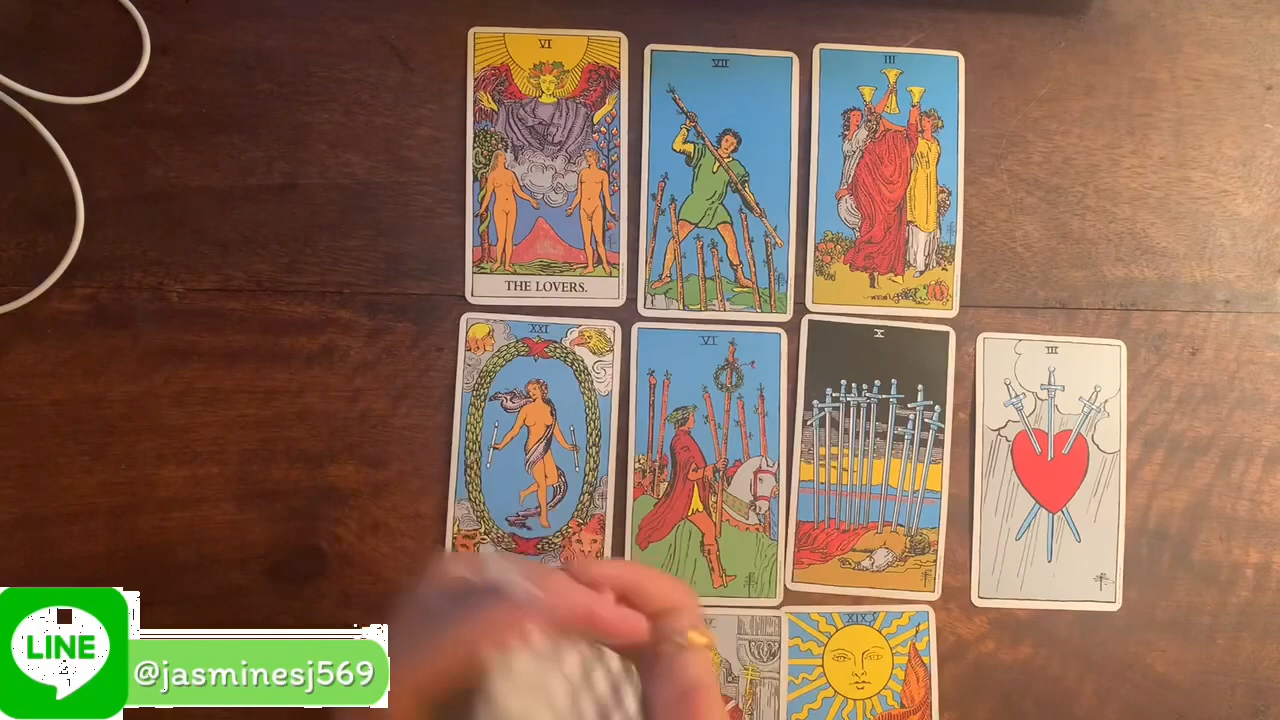 VI
VII
III
THE LOVERS.
XXI
VI
X
III
XIX
LINE
@jasminesj569